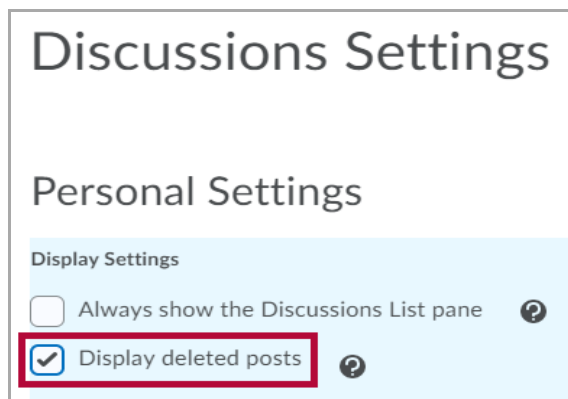 Discussions Settings
Personal Settings
Display Settings
Always show the Discussions List pane
Display deleted posts